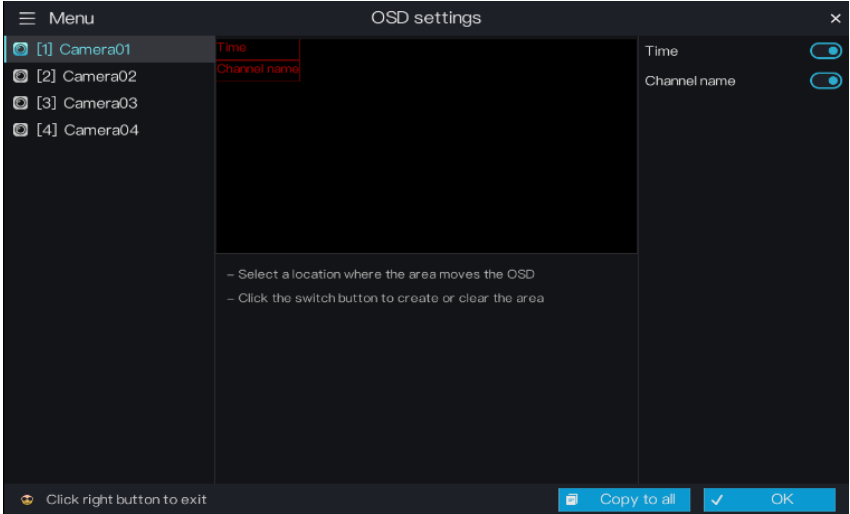 Menu
OSD settings
[1] Camera01
[2] Camera02
[3] Camera03
[4] Camera04
Time
Channel name
Time
Channel name
– Select a location where the area moves the OSD
– Click the switch button to create or clear the area
Click right button to exit
Copy to all
OK